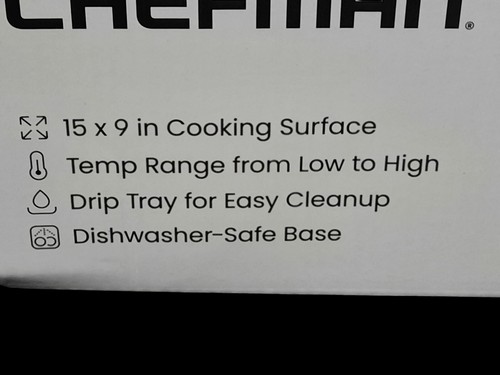 CHEFMAN®
15 x 9 in Cooking Surface
Temp Range from Low to High
Drip Tray for Easy Cleanup
Dishwasher-Safe Base